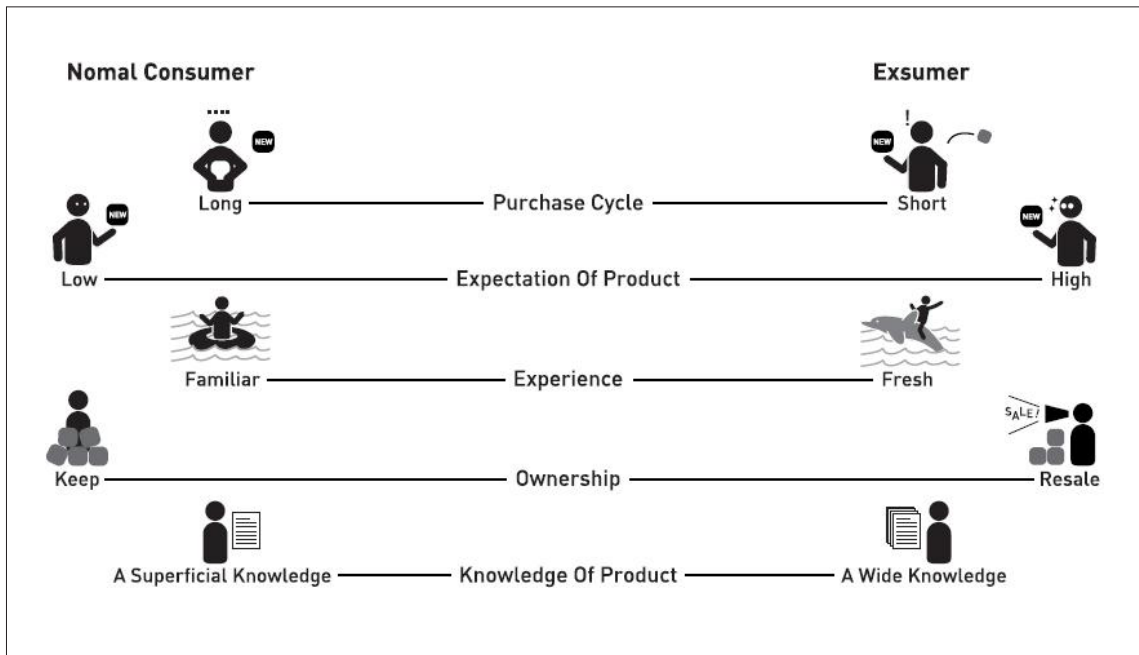 Nomal Consumer
Exsumer
NEW
!
NEW
Long
Purchase Cycle
Short
NEW
NEW
Low
Expectation Of Product
High
Familiar
Experience
Fresh
SALE!
Keep
Ownership
Resale
A Superficial Knowledge
Knowledge Of Product
A Wide Knowledge